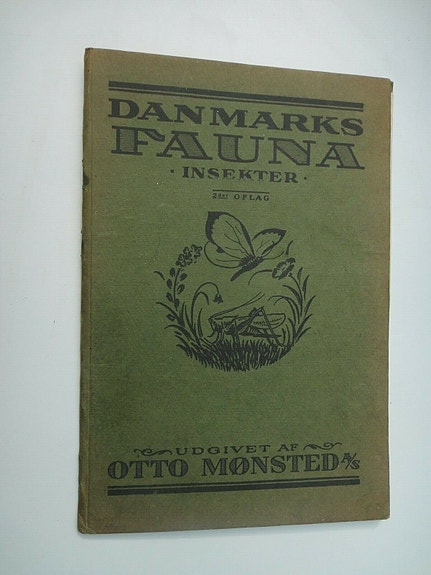 DANMARKS
FAUNA
· INSEKTER ·
2det OPLAG
UDGIVET AF
OTTO MØNSTED A/S